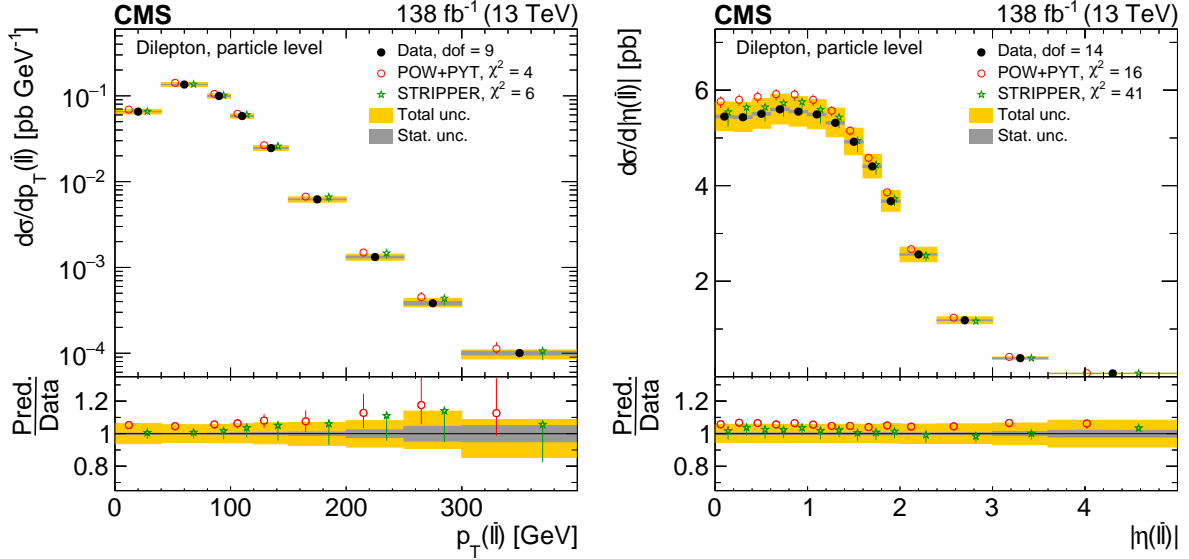 CMS 138 fb⁻¹ (13 TeV)
Dilepton, particle level
Data, dof = 9
POW+PYT, χ² = 4
STRIPPER, χ² = 6
Total unc.
Stat. unc.
dσ/dp_T(ll̄) [pb GeV⁻¹]
10⁻¹
10⁻²
10⁻³
10⁻⁴
Pred.
Data
1.2
1
0.8
0 100 200 300
p_T(ll̄) [GeV]
CMS 138 fb⁻¹ (13 TeV)
Dilepton, particle level
Data, dof = 14
POW+PYT, χ² = 16
STRIPPER, χ² = 41
Total unc.
Stat. unc.
dσ/d|η(ll̄)| [pb]
6
4
2
Pred.
Data
1.2
1
0.8
0 1 2 3 4
|η(ll̄)|